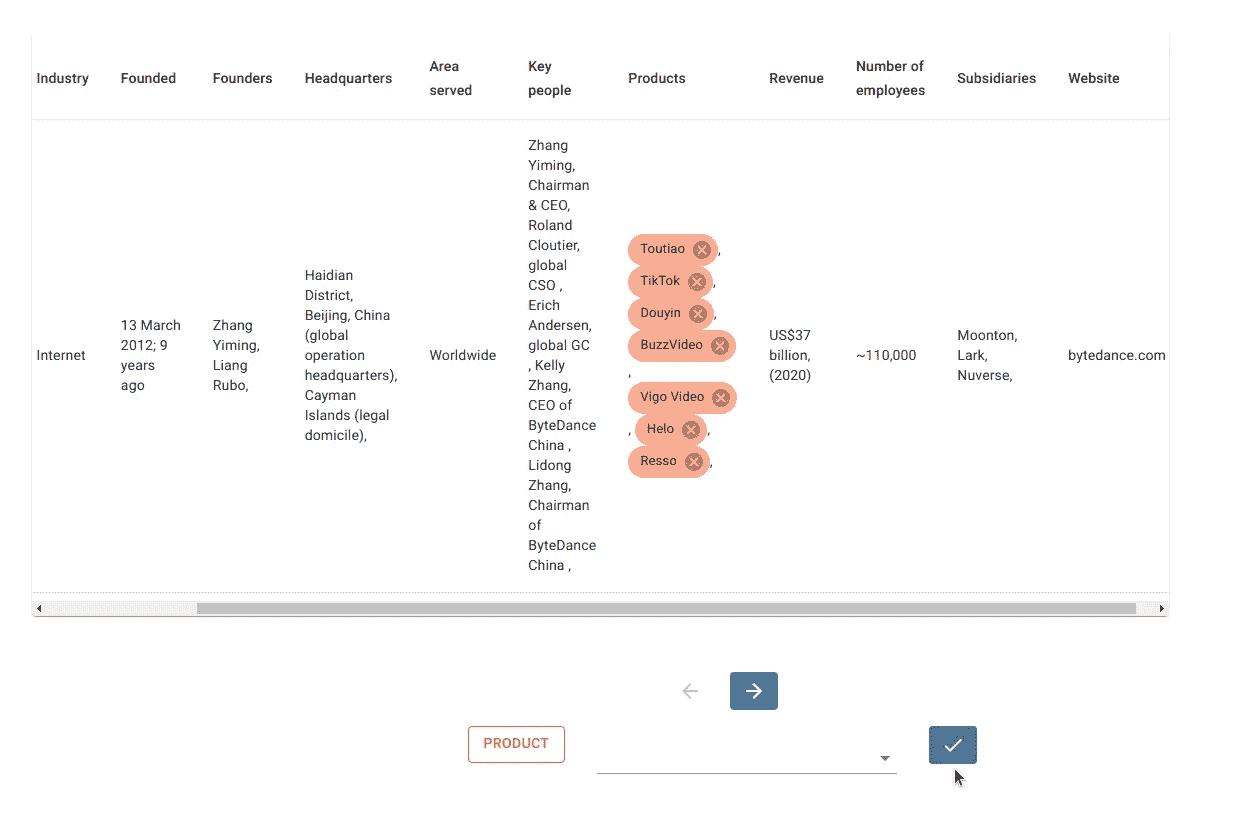 Industry
Founded
Founders
Headquarters
Area
served
Key
people
Products
Revenue
Number of
employees
Subsidiaries
Website
Internet
13 March
2012; 9
years
ago
Zhang
Yiming,
Liang
Rubo,
Haidian
District,
Beijing, China
(global
operation
headquarters),
Cayman
Islands (legal
domicile),
Worldwide
Zhang
Yiming,
Chairman
& CEO,
Roland
Cloutier,
global
CSO ,
Erich
Andersen,
global GC
, Kelly
Zhang,
CEO of
ByteDance
China ,
Lidong
Zhang,
Chairman
of
ByteDance
China ,
Toutiao ,
TikTok ,
Douyin ,
BuzzVideo
,
Vigo Video
, Helo ,
Resso ,
US$37
billion,
(2020)
~110,000
Moonton,
Lark,
Nuverse,
bytedance.com
PRODUCT